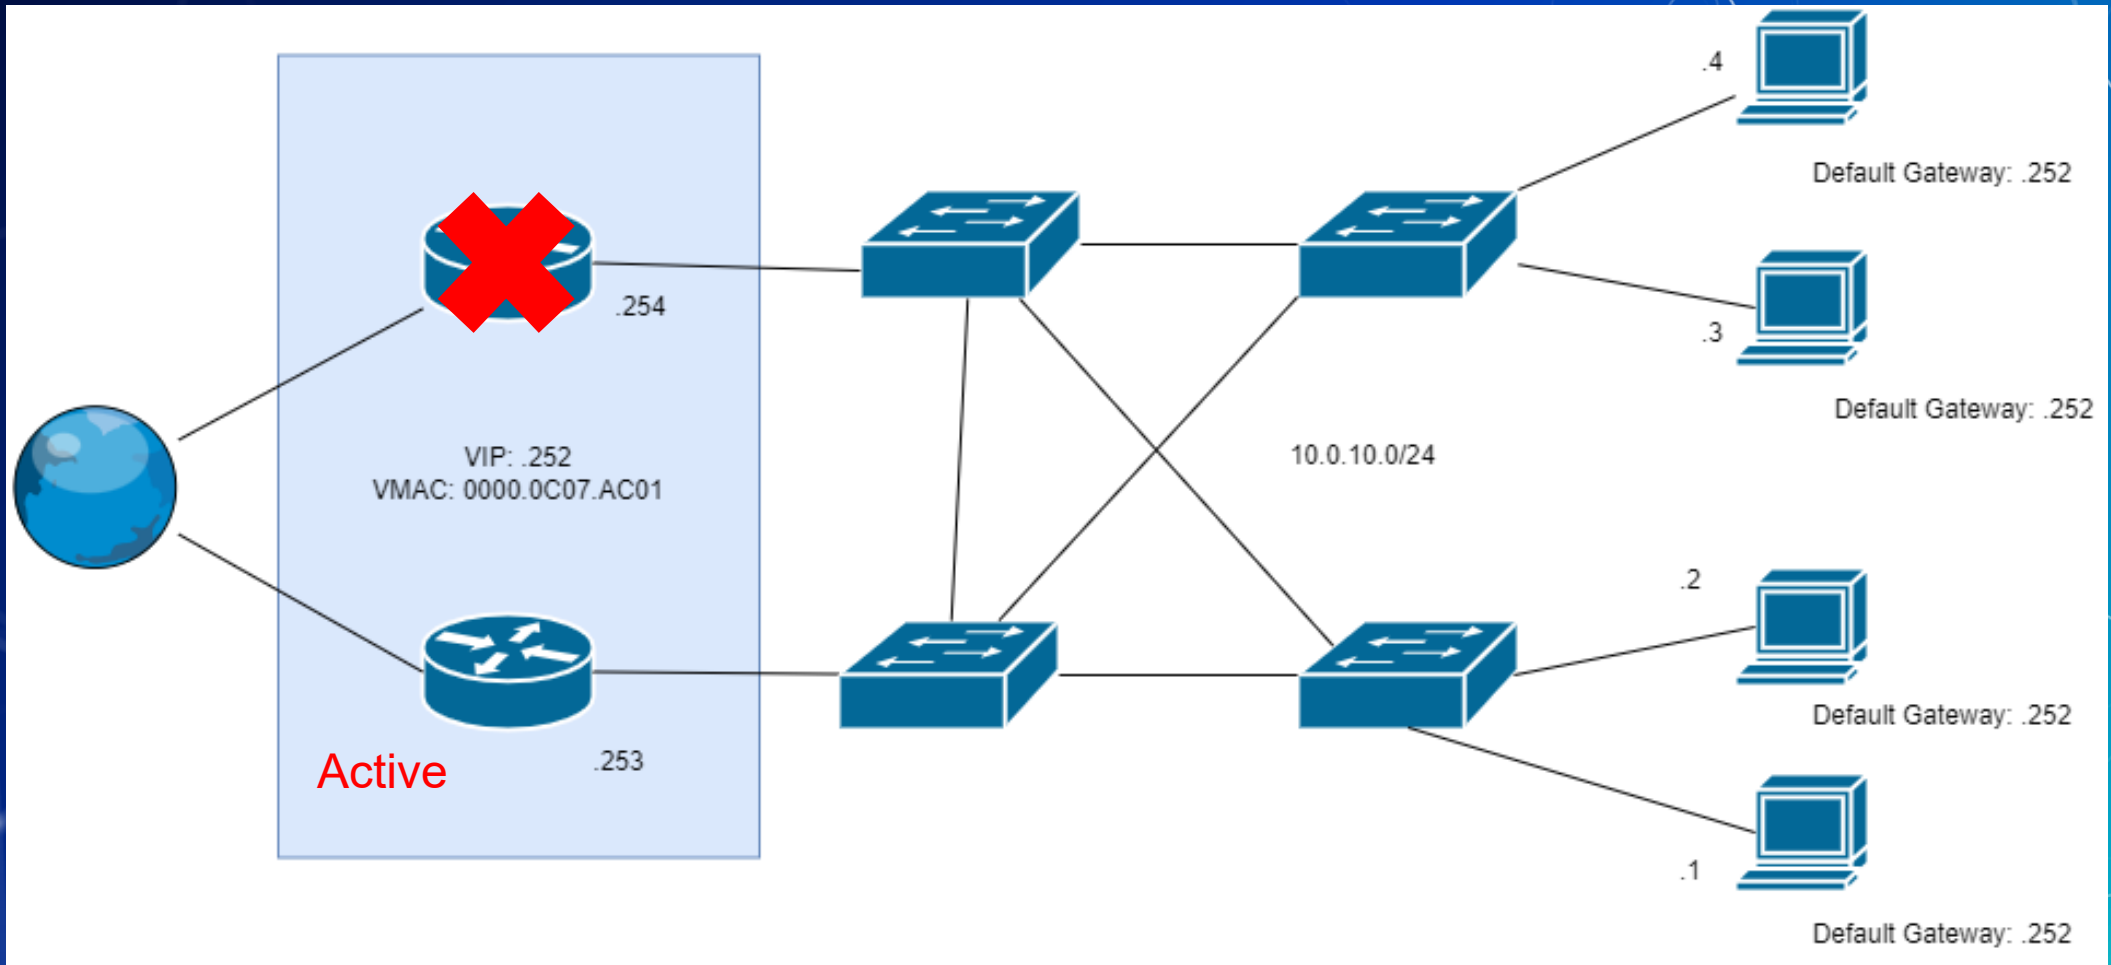 .4
Default Gateway: .252
.254
.3
Default Gateway: .252
VIP: .252
VMAC: 0000.0C07.AC01
10.0.10.0/24
.2
Default Gateway: .252
Active
.253
.1
Default Gateway: .252